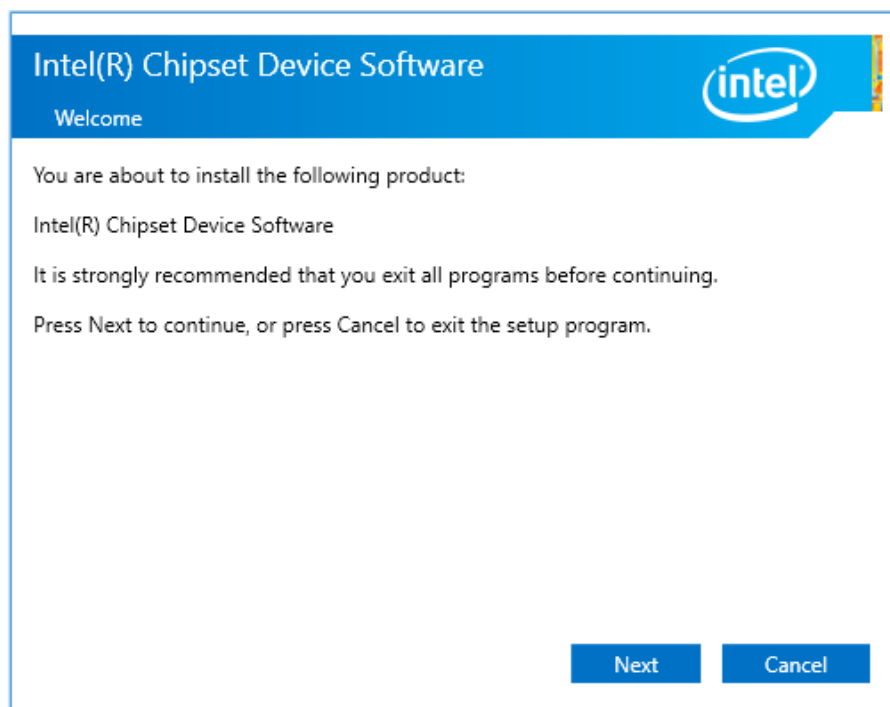 Intel(R) Chipset Device Software
intel
Welcome
You are about to install the following product:
Intel(R) Chipset Device Software
It is strongly recommended that you exit all programs before continuing.
Press Next to continue, or press Cancel to exit the setup program.
Next
Cancel